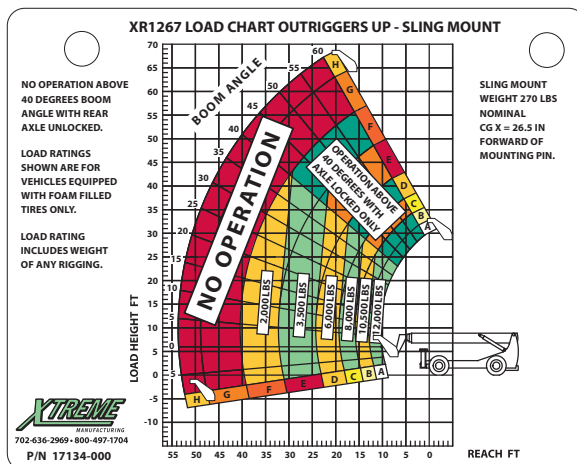 XR1267 LOAD CHART OUTRIGGERS UP - SLING MOUNT
NO OPERATION ABOVE
40 DEGREES BOOM
ANGLE WITH REAR
AXLE UNLOCKED.
LOAD RATINGS
SHOWN ARE FOR
VEHICLES EQUIPPED
WITH FOAM FILLED
TIRES ONLY.
LOAD RATING
INCLUDES WEIGHT
OF ANY RIGGING.
SLING MOUNT
WEIGHT 270 LBS
NOMINAL
CG X = 26.5 IN
FORWARD OF
MOUNTING PIN.
LOAD HEIGHT FT
70
65
60
55
50
45
40
35
30
25
20
15
10
5
0
-5
-10
BOOM ANGLE
60
55
50
45
40
35
30
25
20
15
10
5
0
-5
H
G
F
E
D
C
B
A
NO OPERATION
OPERATION ABOVE
40 DEGREES WITH
AXLE LOCKED ONLY
2,000 LBS
3,500 LBS
6,000 LBS
8,000 LBS
10,500 LBS
12,000 LBS
H G F E D C B A
55 50 45 40 35 30 25 20 15 10 5 0
REACH FT
XTREME
MANUFACTURING
702-636-2969 • 800-497-1704
P/N 17134-000